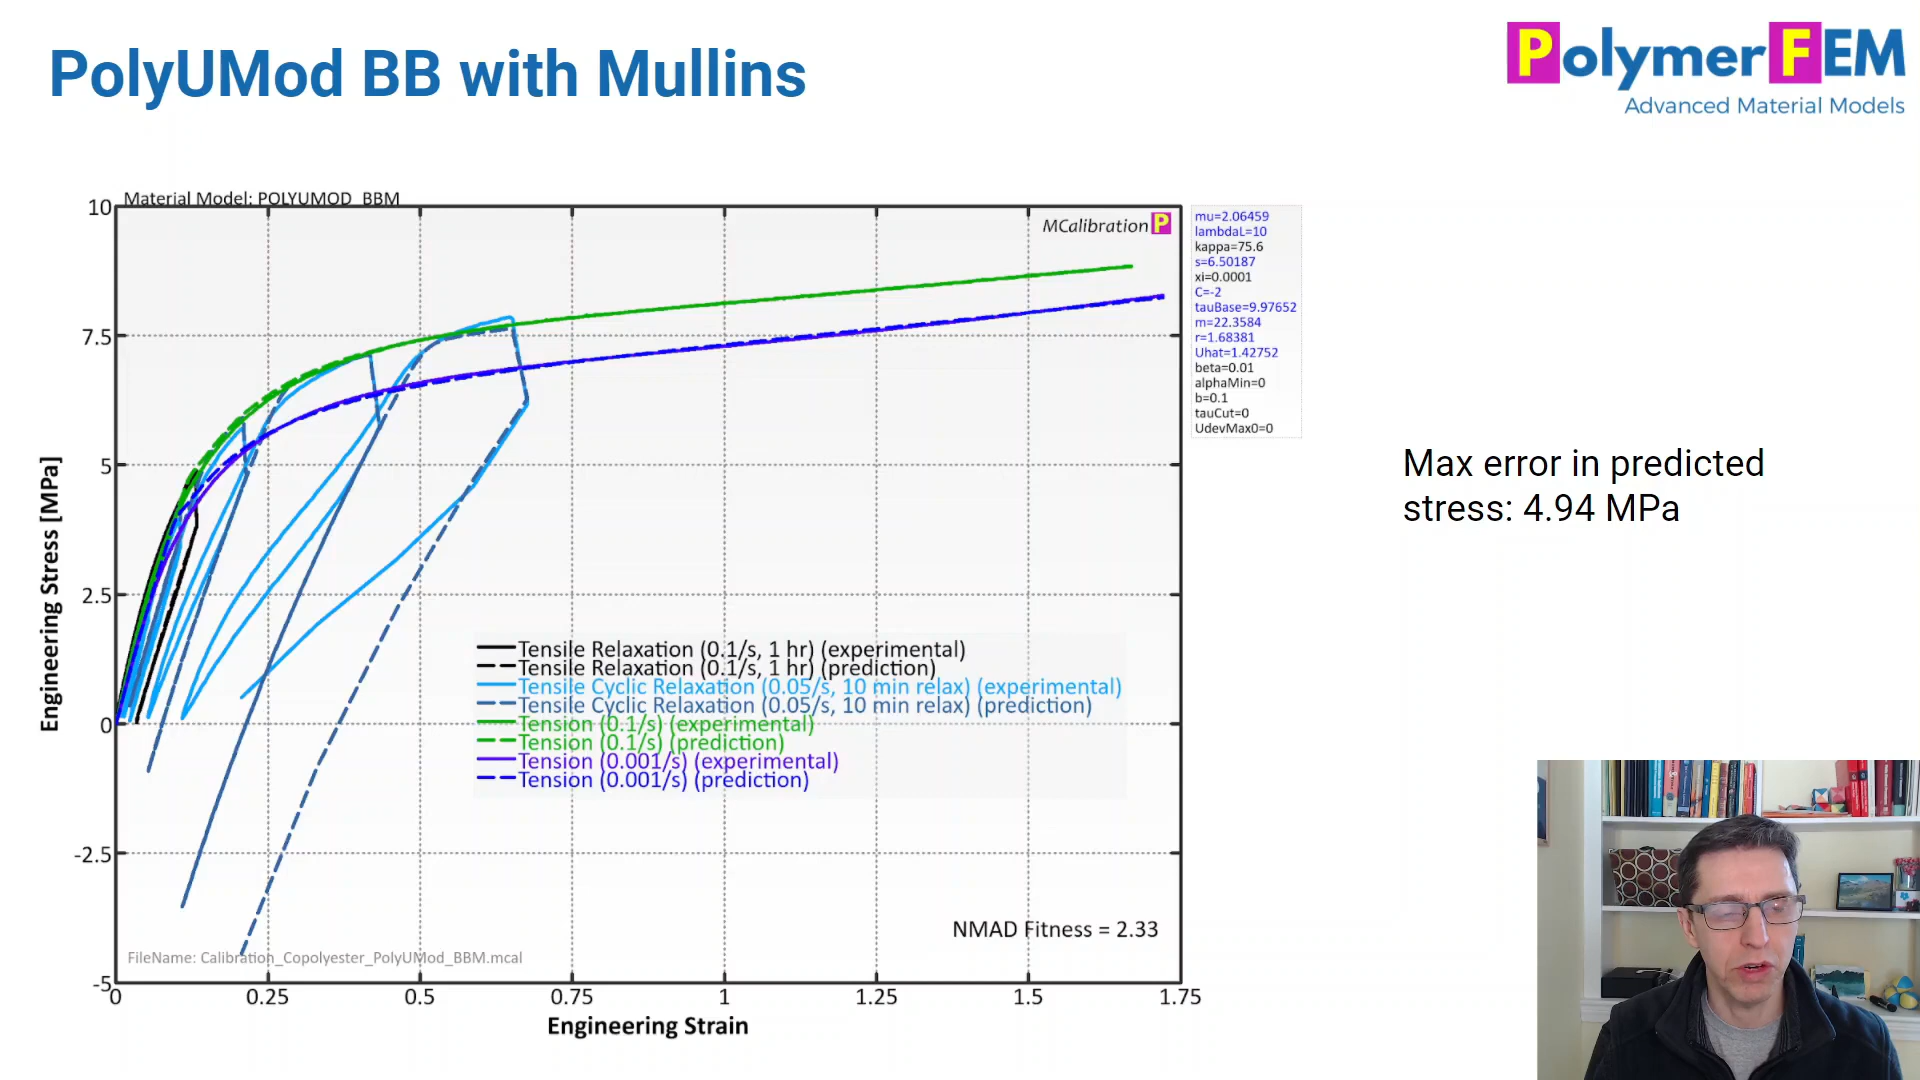 PolyUMod BB with Mullins
PolymerFEM
Advanced Material Models
Material Model: POLYUMOD_BBM
MCalibration P
mu=2.06459
lambdaL=10
kappa=75.6
s=6.50187
xi=0.0001
C=-2
tauBase=9.97652
m=22.3584
r=1.68381
Uhat=1.42752
beta=0.01
alphaMin=0
b=0.1
tauCut=0
UdevMax0=0
Max error in predicted
stress: 4.94 MPa
Engineering Stress [MPa]
10
7.5
5
2.5
0
-2.5
-5
Tensile Relaxation (0.1/s, 1 hr) (experimental)
Tensile Relaxation (0.1/s, 1 hr) (prediction)
Tensile Cyclic Relaxation (0.05/s, 10 min relax) (experimental)
Tensile Cyclic Relaxation (0.05/s, 10 min relax) (prediction)
Tension (0.1/s) (experimental)
Tension (0.1/s) (prediction)
Tension (0.001/s) (experimental)
Tension (0.001/s) (prediction)
NMAD Fitness = 2.33
FileName: Calibration_Copolyester_PolyUMod_BBM.mcal
0 0.25 0.5 0.75 1 1.25 1.5 1.75
Engineering Strain